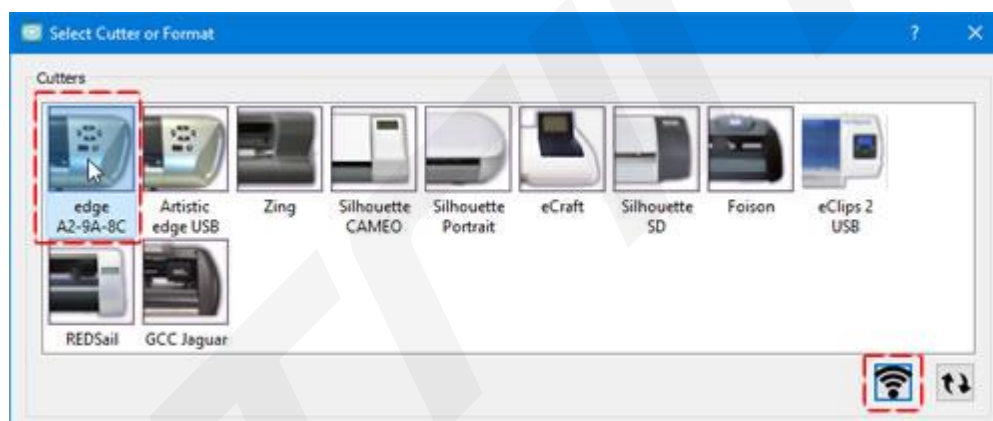 Select Cutter or Format ? ×
Cutters
edge A2-9A-8C
Artistic edge USB
Zing
Silhouette CAMEO
Silhouette Portrait
eCraft
Silhouette SD
Foison
eClips 2 USB
REDSail
GCC Jaguar